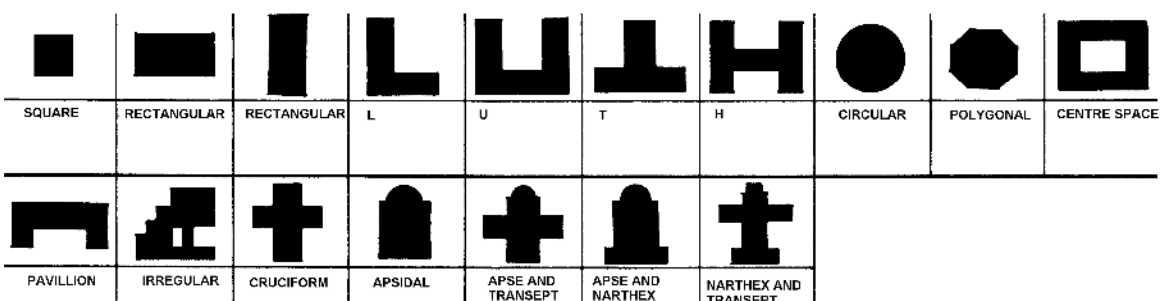 SQUARE RECTANGULAR RECTANGULAR L U T H CIRCULAR POLYGONAL CENTRE SPACE
PAVILLION IRREGULAR CRUCIFORM APSIDAL APSE AND APSE AND NARTHEX AND
TRANSEPT NARTHEX TRANSEPT